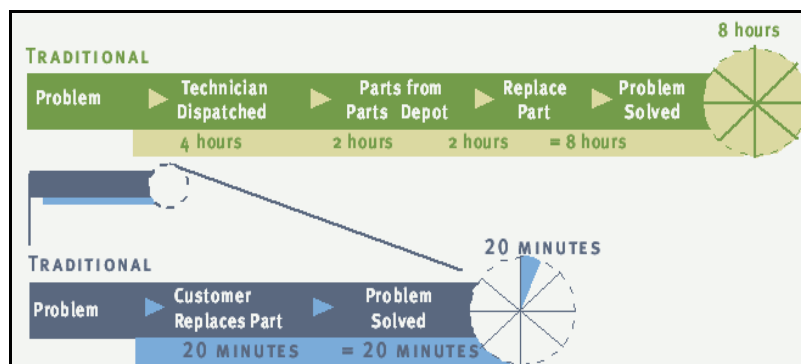 8 hours
TRADITIONAL
Problem
Technician
Dispatched
Parts from
Parts Depot
Replace
Part
Problem
Solved
4 hours 2 hours 2 hours = 8 hours
20 MINUTES
TRADITIONAL
Problem
Customer
Replaces Part
Problem
Solved
20 MINUTES = 20 MINUTES